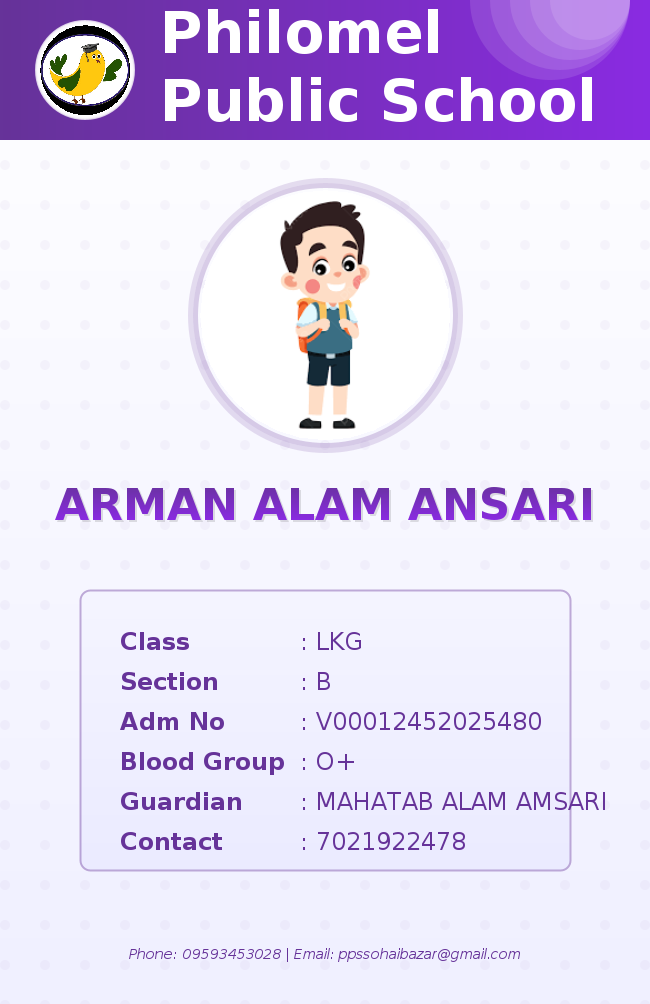 Philomel
Public School
ARMAN ALAM ANSARI
Class : LKG
Section : B
Adm No : V00012452025480
Blood Group : O+
Guardian : MAHATAB ALAM AMSARI
Contact : 7021922478
Phone: 09593453028 | Email: ppssohaibazar@gmail.com